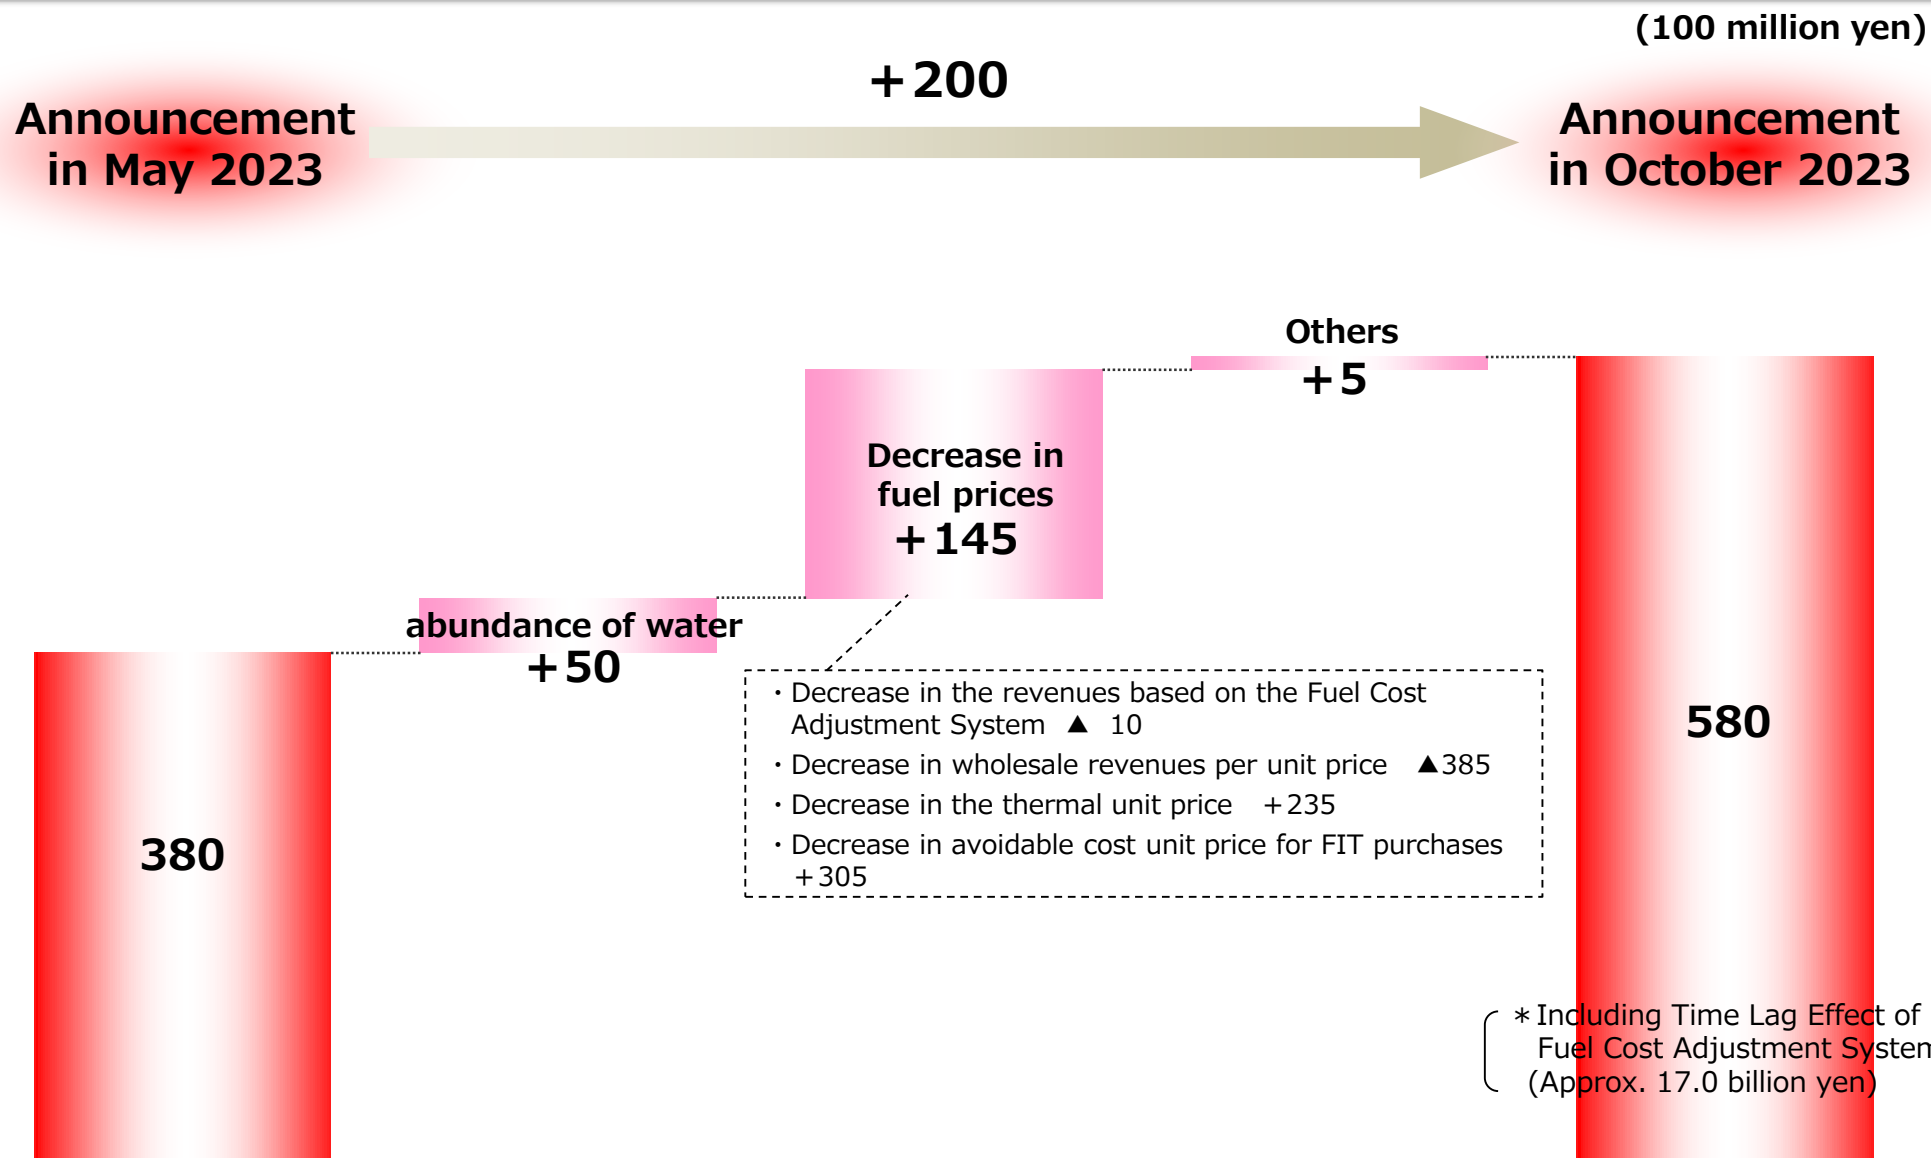 (100 million yen)
+200
Announcement
in May 2023
Announcement
in October 2023
Others
+5
Decrease in
fuel prices
+145
abundance of water
+50
・Decrease in the revenues based on the Fuel Cost
Adjustment System ▲ 10
・Decrease in wholesale revenues per unit price ▲385
・Decrease in the thermal unit price +235
・Decrease in avoidable cost unit price for FIT purchases
+305
580
380
*Including Time Lag Effect of
Fuel Cost Adjustment System
(Approx. 17.0 billion yen)